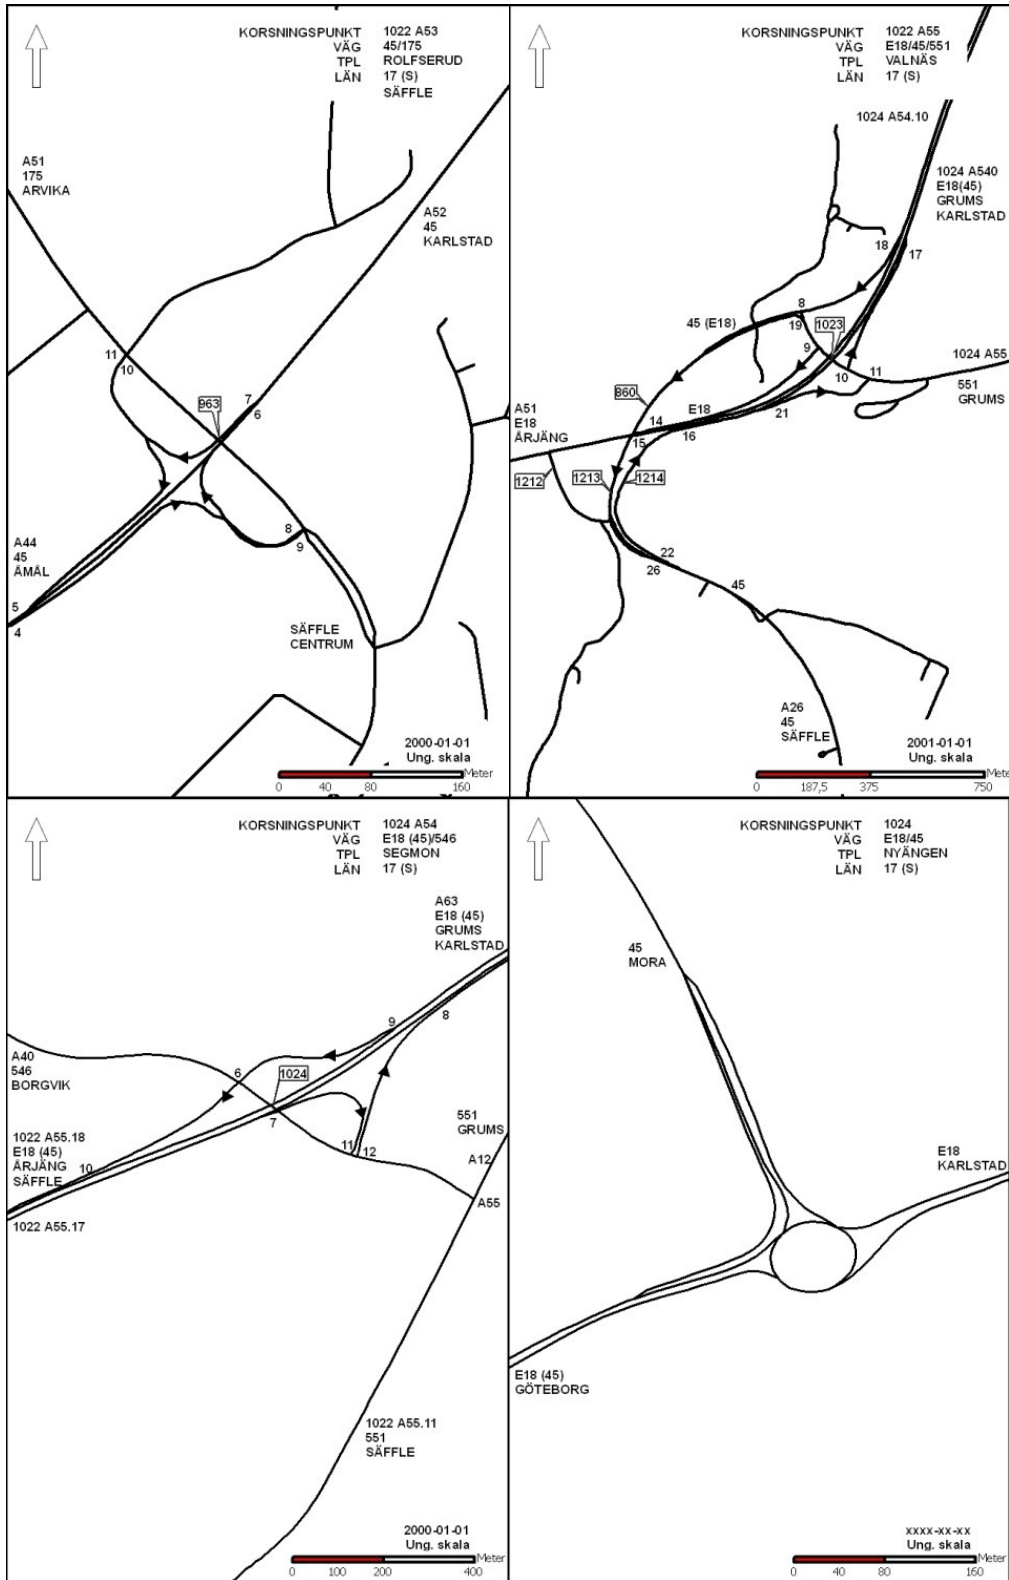 KORSNINGSPUNKT 1022 A53
VÄG 45/175
TPL ROLFSERUD
LÄN 17 (S)
SÄFFLE
A51
175
ARVIKA
A52
45
KARLSTAD
11
10
963
7
6
8
9
A44
45
ÅMÅL
5
4
SÄFFLE
CENTRUM
2000-01-01
Ung. skala
Meter
0 40 80 160
KORSNINGSPUNKT 1022 A55
VÄG E18/45/551
TPL VALNÄS
LÄN 17 (S)
1024 A54.10
1024 A540
E18(45)
GRUMS
KARLSTAD
18
17
8
19
1023
45 (E18)
9
10
11
1024 A55
551
GRUMS
860
A51
E18
ÅRJÄNG
14
E18
21
15
16
1212
1213
1214
22
26
45
A26
45
SÄFFLE
2001-01-01
Ung. skala
Mete
0 187,5 375 750
KORSNINGSPUNKT 1024 A54
VÄG E18 (45)/546
TPL SEGMON
LÄN 17 (S)
A63
E18 (45)
GRUMS
KARLSTAD
9
8
A40
546
BORGVIK
6
1024
7
551
GRUMS
1022 A55.18
E18 (45)
ÅRJÄNG
SÄFFLE
10
11
12
A12
A55
1022 A55.17
1022 A55.11
551
SÄFFLE
2000-01-01
Ung. skala
Meter
0 100 200 400
KORSNINGSPUNKT 1024
VÄG E18/45
TPL NYÄNGEN
LÄN 17 (S)
45
MORA
E18
KARLSTAD
E18 (45)
GÖTEBORG
xxxx-xx-xx
Ung. skala
Meter
0 40 80 160